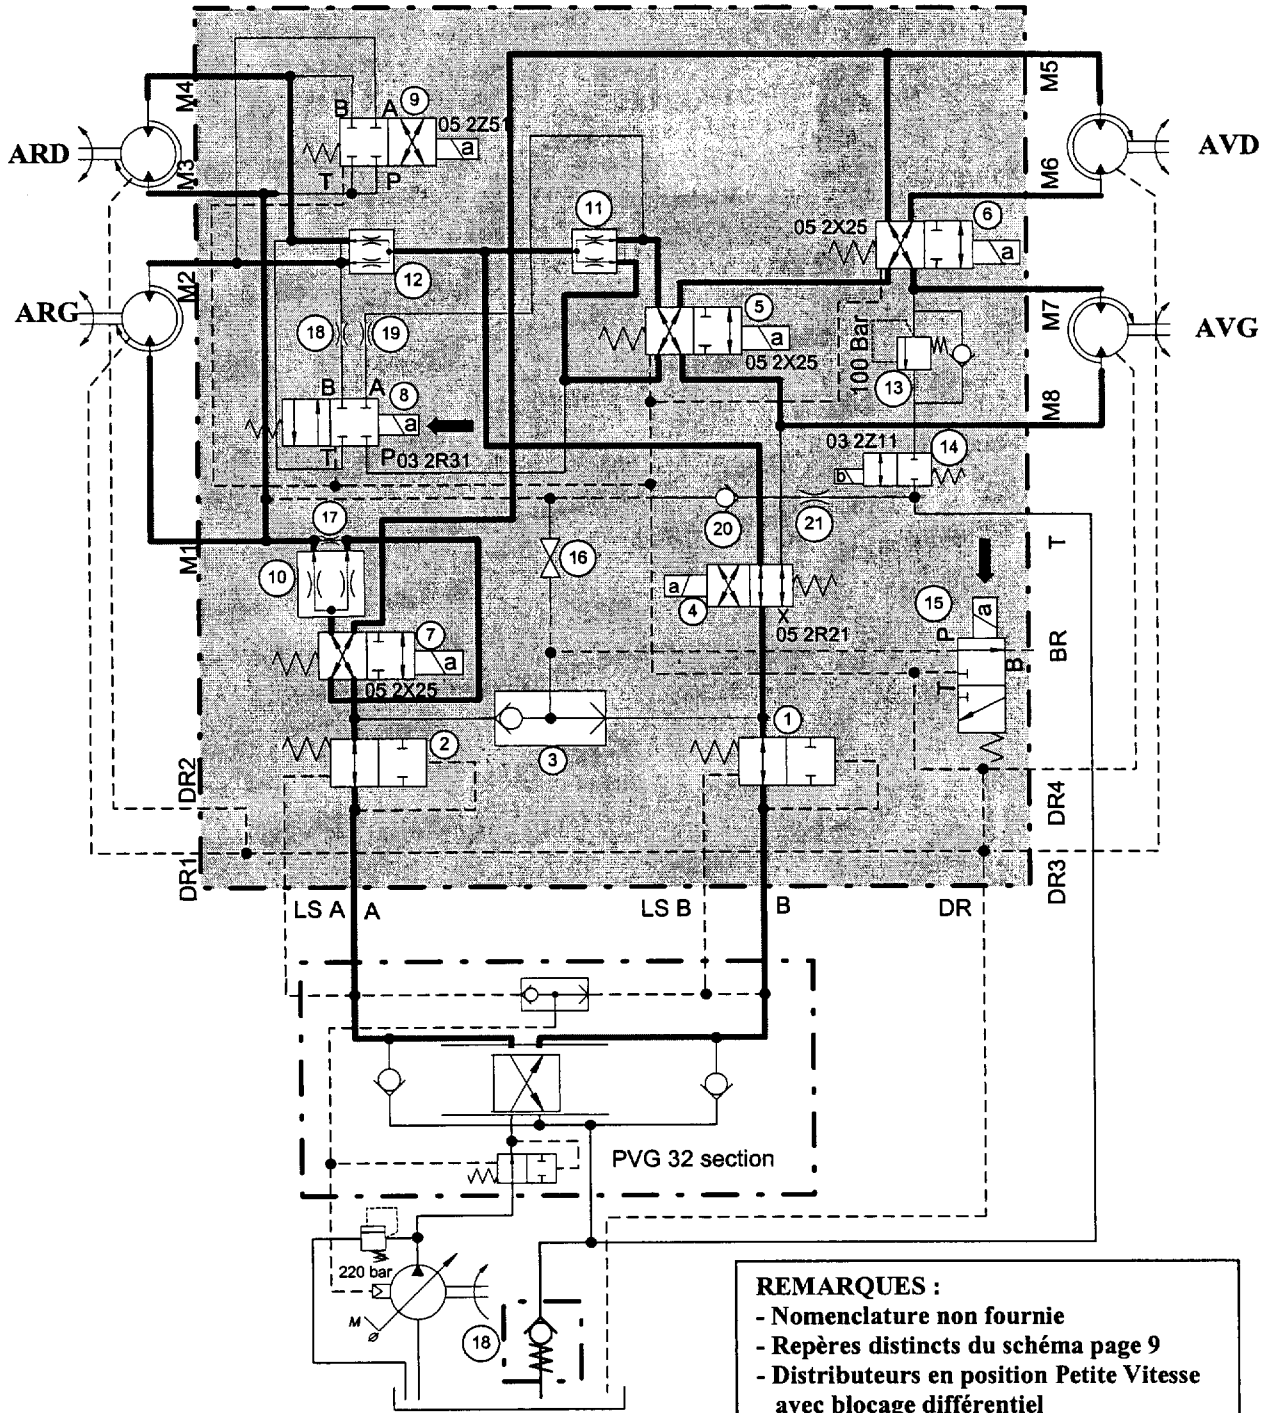 M4
B
A
9
05 2Z51
a
M5
ARD
M3
T
P
AVD
M6
11
6
05 2X25
a
12
M2
ARG
5
a
05 2X25
M7
AVG
18
19
100 Bar
13
B
A
8
a
M8
T
P
03 2R31
03 2Z11
14
b
17
20
21
16
M1
10
T
a
4
X
05 2R21
15
a
P
7
a
05 2X25
B
BR
T
1
2
3
DR2
DR4
DR1
DR3
LS A
A
LS B
B
DR
PVG 32 section
220 bar
M
18
REMARQUES :
- Nomenclature non fournie
- Repères distincts du schéma page 9
- Distributeurs en position Petite Vitesse
avec blocage différentiel